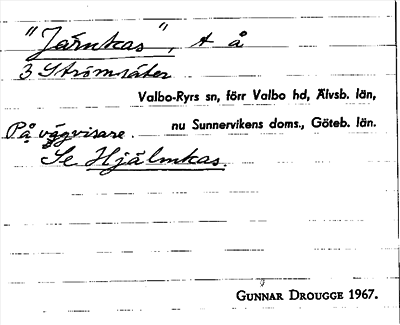 "Järnkas", t å
3 Strömsäter
Valbo-Ryrs sn, förr Valbo hd, Älvsb. län,
På vägvisare. nu Sunnervikens doms., Göteb. län.
Se Hjälmkas.
GUNNAR DROUGGE 1967.